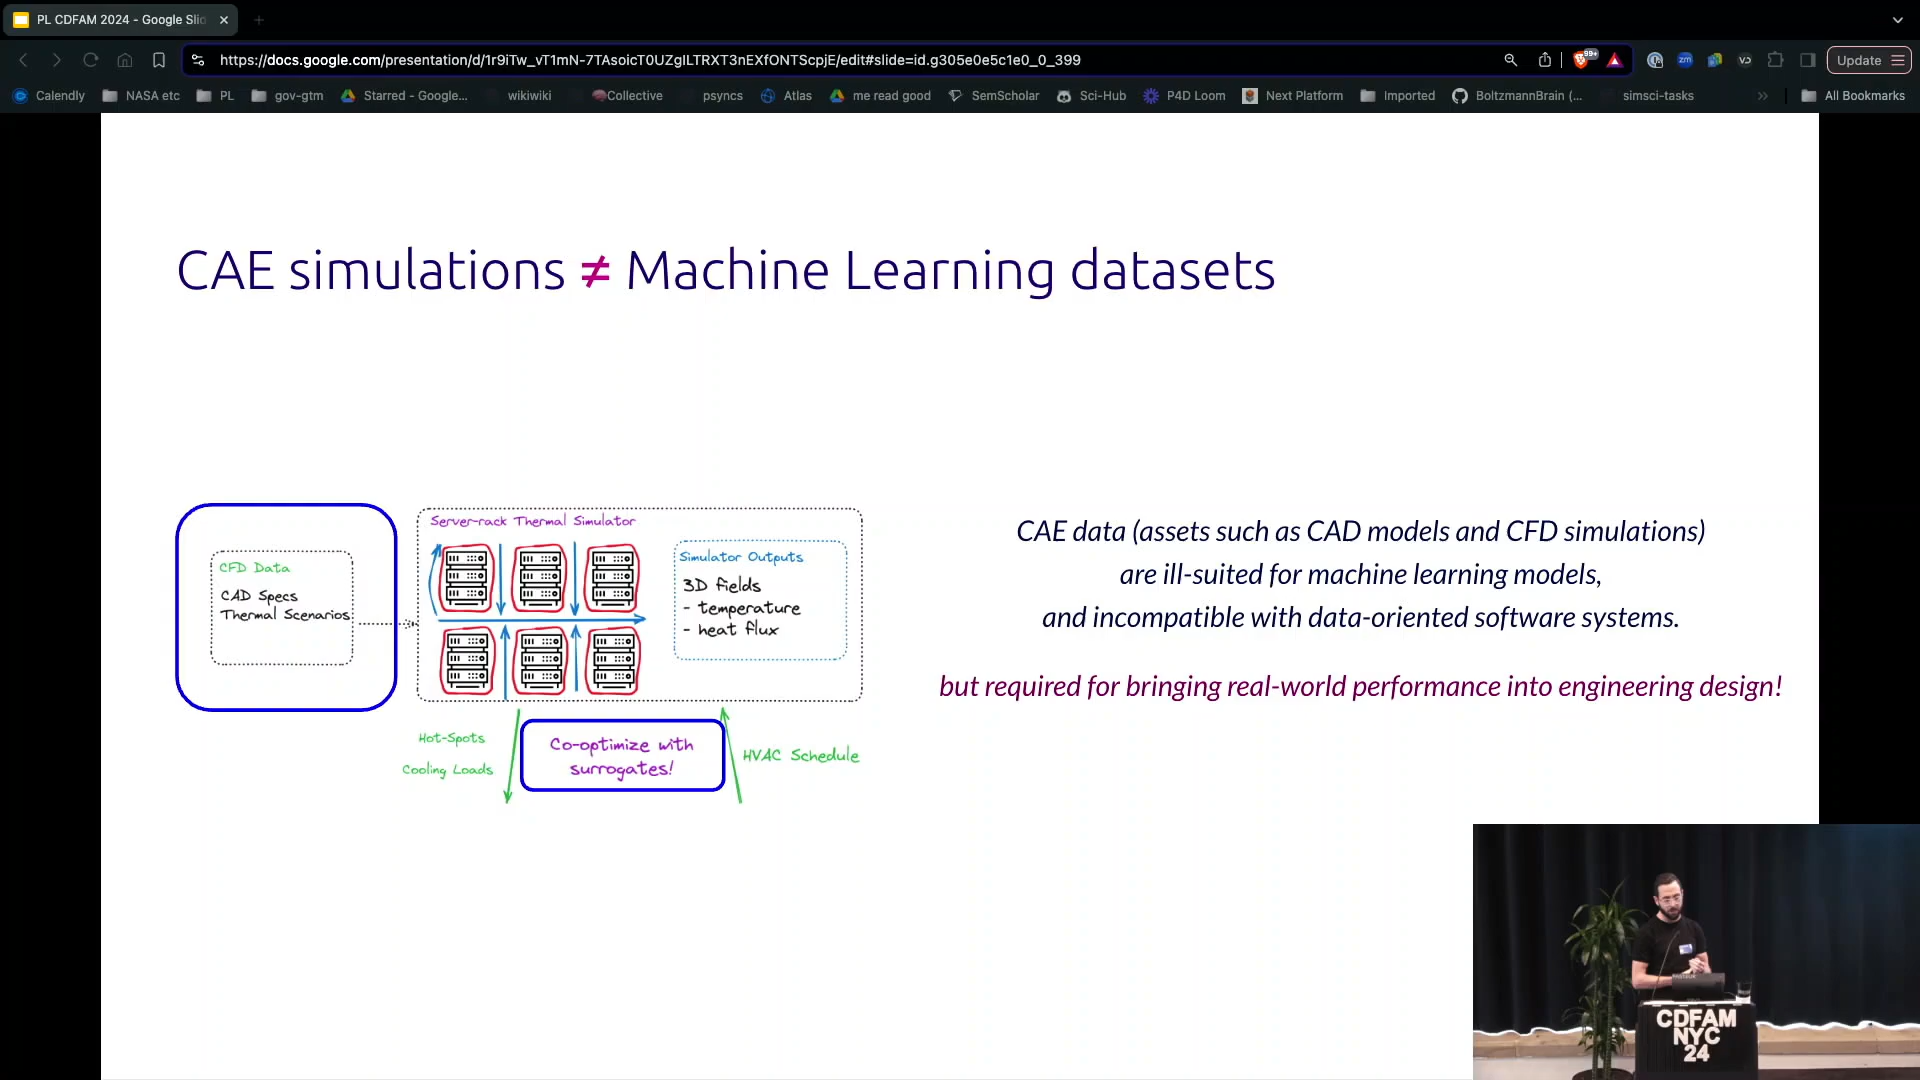 PL CDFAM 2024 - Google Slid
https://docs.google.com/presentation/d/1r9iTw_vT1mN-7TAsoicT0UZglLTRXT3nEXfONTScpjE/edit#slide=id.g305e0e5c1e0_0_399
99+
zm
Update
Calendly
NASA etc
PL
gov-gtm
Starred - Google...
wikiwiki
Collective
psyncs
Atlas
me read good
SemScholar
Sci-Hub
P4D Loom
Next Platform
Imported
BoltzmannBrain (...
simsci-tasks
All Bookmarks
CAE simulations ≠ Machine Learning datasets
CFD Data
CAD Specs
Thermal Scenarios
Server-rack Thermal Simulator
Simulator Outputs
3D fields
- temperature
- heat flux
Hot-Spots
Cooling Loads
Co-optimize with
surrogates!
HVAC Schedule
CAE data (assets such as CAD models and CFD simulations)
are ill-suited for machine learning models,
and incompatible with data-oriented software systems.
but required for bringing real-world performance into engineering design!
CDFAM
NYC
24